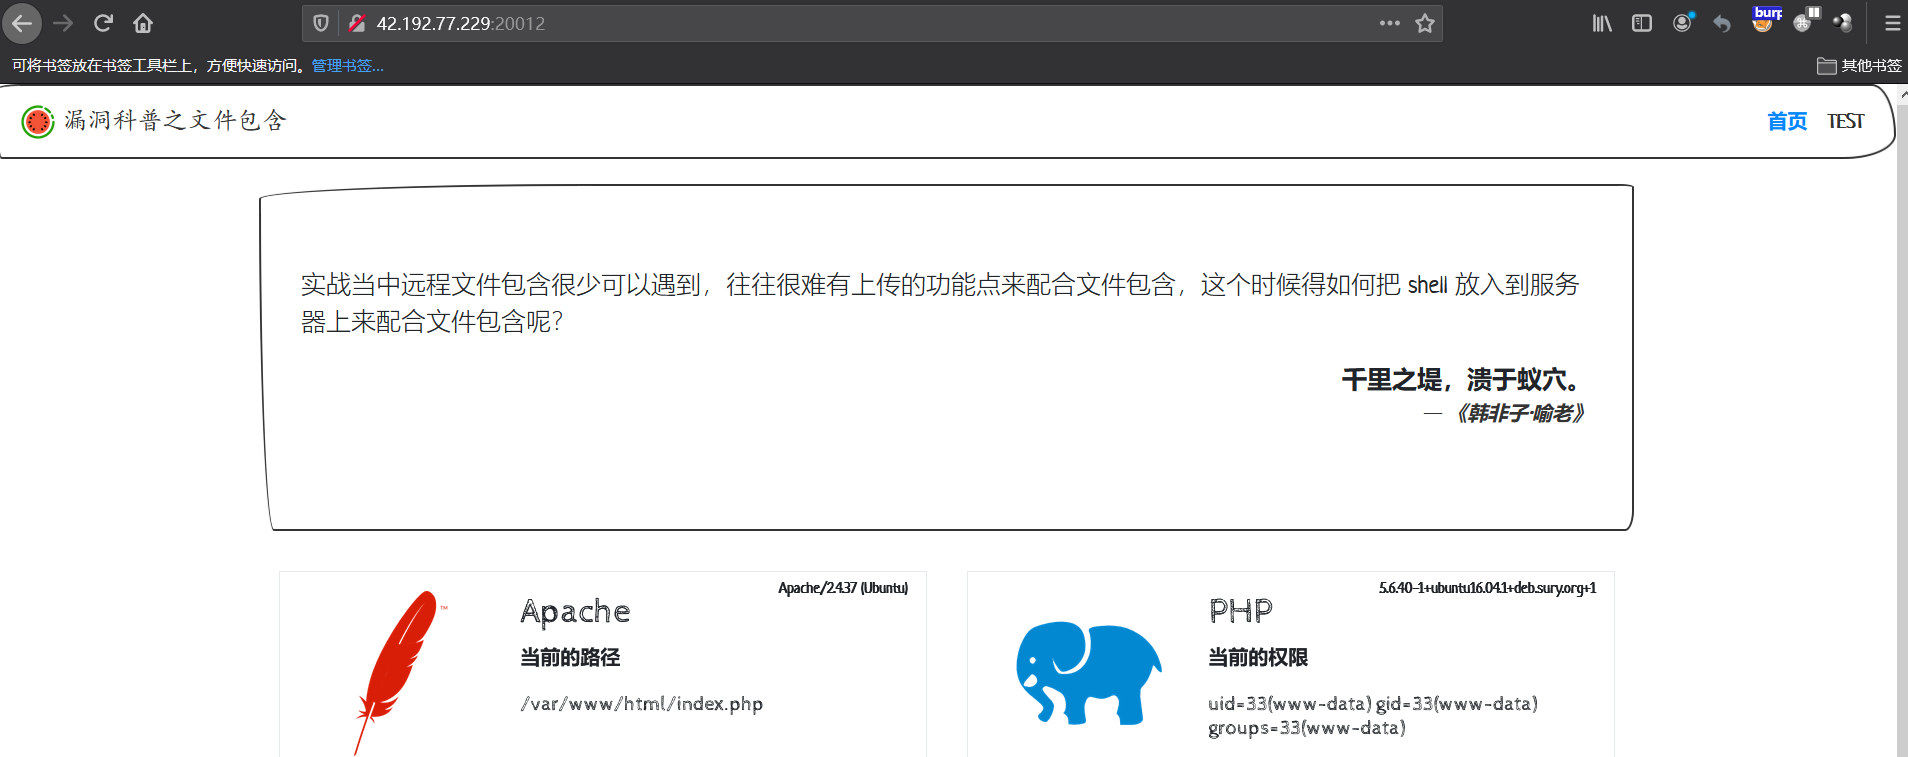 42.192.77.229:20012
burp
可将书签放在书签工具栏上，方便快速访问。管理书签...
其他书签
漏洞科普之文件包含
首页 TEST
实战当中远程文件包含很少可以遇到，往往很难有上传的功能点来配合文件包含，这个时候得如何把 shell 放入到服务
器上来配合文件包含呢？
千里之堤，溃于蚁穴。
— 《韩非子·喻老》
Apache/2.4.37 (Ubuntu)
Apache
当前的路径
/var/www/html/index.php
5.6.40-1+ubuntu16.04.1+deb.sury.org+1
PHP
当前的权限
uid=33(www-data) gid=33(www-data)
groups=33(www-data)